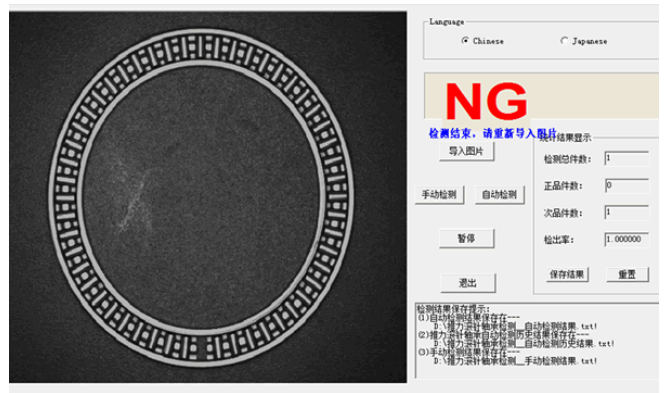 Language
Chinese
Japanese
NG
检测结束，请重新导入图片
统计结果显示
导入图片
检测总件数：
1
手动检测
自动检测
正品件数：
0
次品件数：
1
暂停
检出率：
1.000000
退出
保存结果
重置
检测结果保存提示：
(1)自动检测结果保存在---
D:\推力滚针轴承检测__自动检测结果.txt!
(2)推力滚针轴承自动检测历史结果保存在---
D:\推力滚针轴承检测__自动检测历史结果.txt!
(3)手动检测结果保存在---
D:\推力滚针轴承检测__手动检测结果.txt!